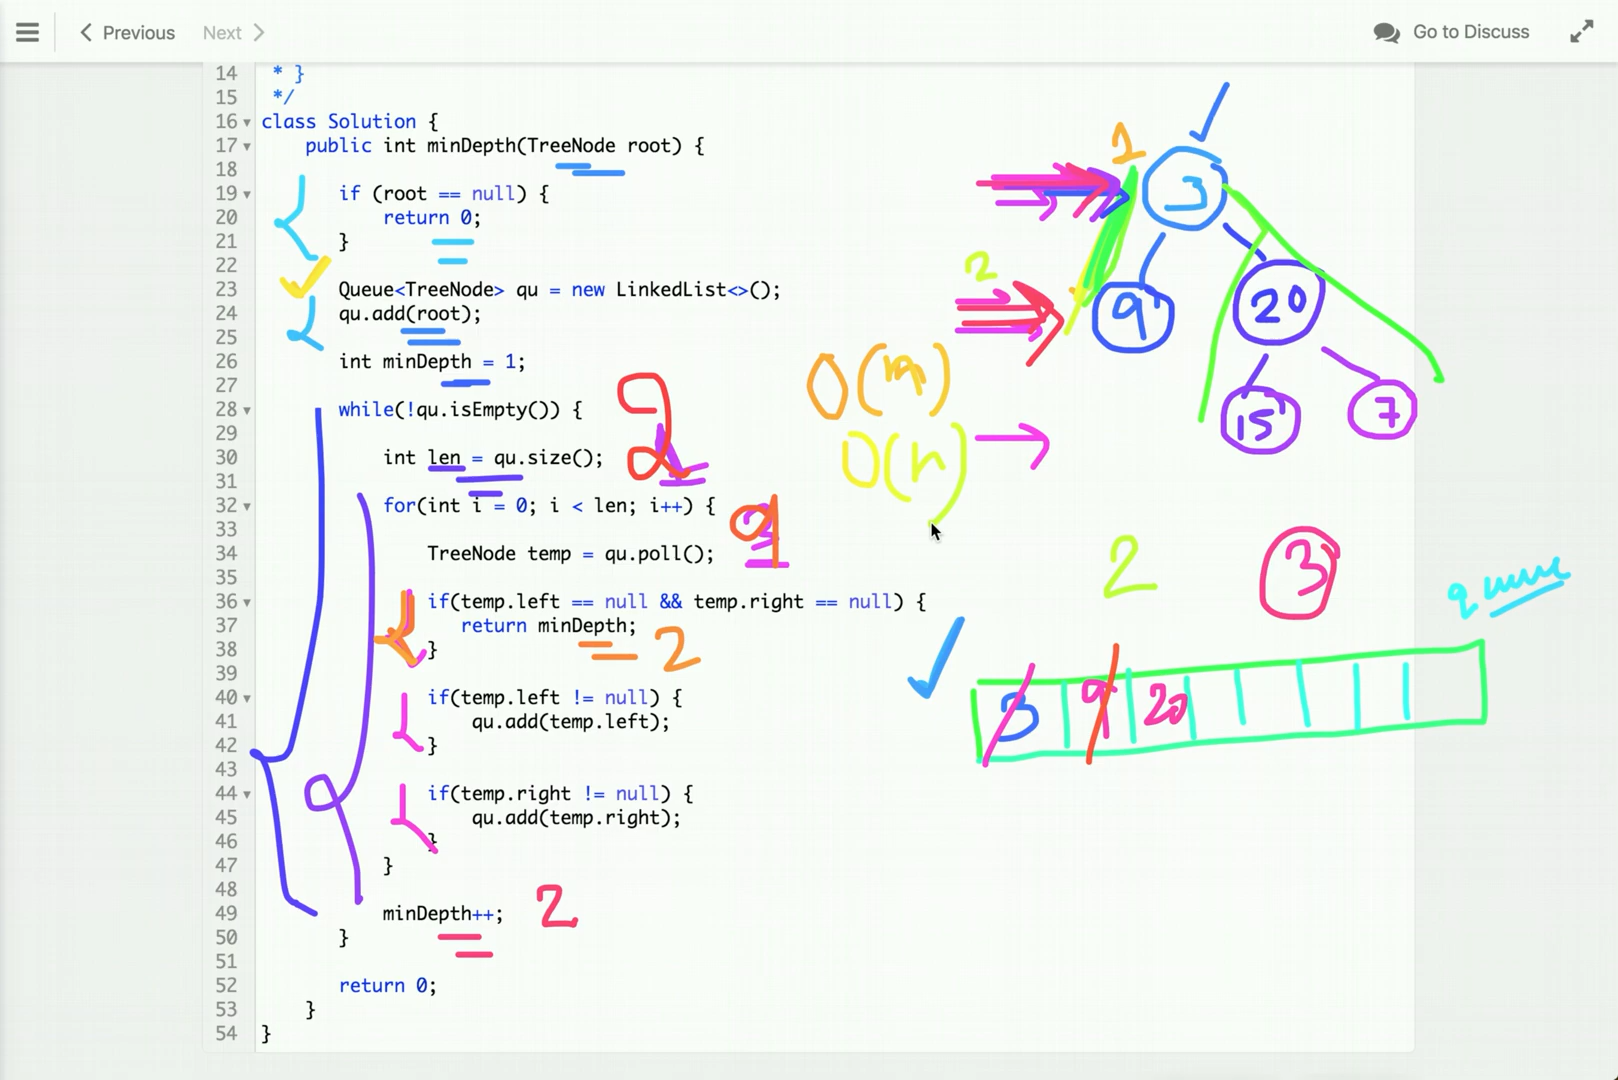 Previous Next Go to Discuss
14 * }
15 */
16 class Solution {
17 public int minDepth(TreeNode root) {
18
19 if (root == null) {
20 return 0;
21 }
22
23 Queue<TreeNode> qu = new LinkedList<>();
24 qu.add(root);
25
26 int minDepth = 1;
27
28 while(!qu.isEmpty()) {
29
30 int len = qu.size();
31
32 for(int i = 0; i < len; i++) {
33
34 TreeNode temp = qu.poll();
35
36 if(temp.left == null && temp.right == null) {
37 return minDepth;
38 } 2
39
40 if(temp.left != null) {
41 qu.add(temp.left);
42 }
43
44 if(temp.right != null) {
45 qu.add(temp.right);
46 }
47 }
48
49 minDepth++; 2
50 }
51
52 return 0;
53 }
54 }
1
3
2
9
20
15
7
O(n)
O(n)
2
3
queue
3 9 20